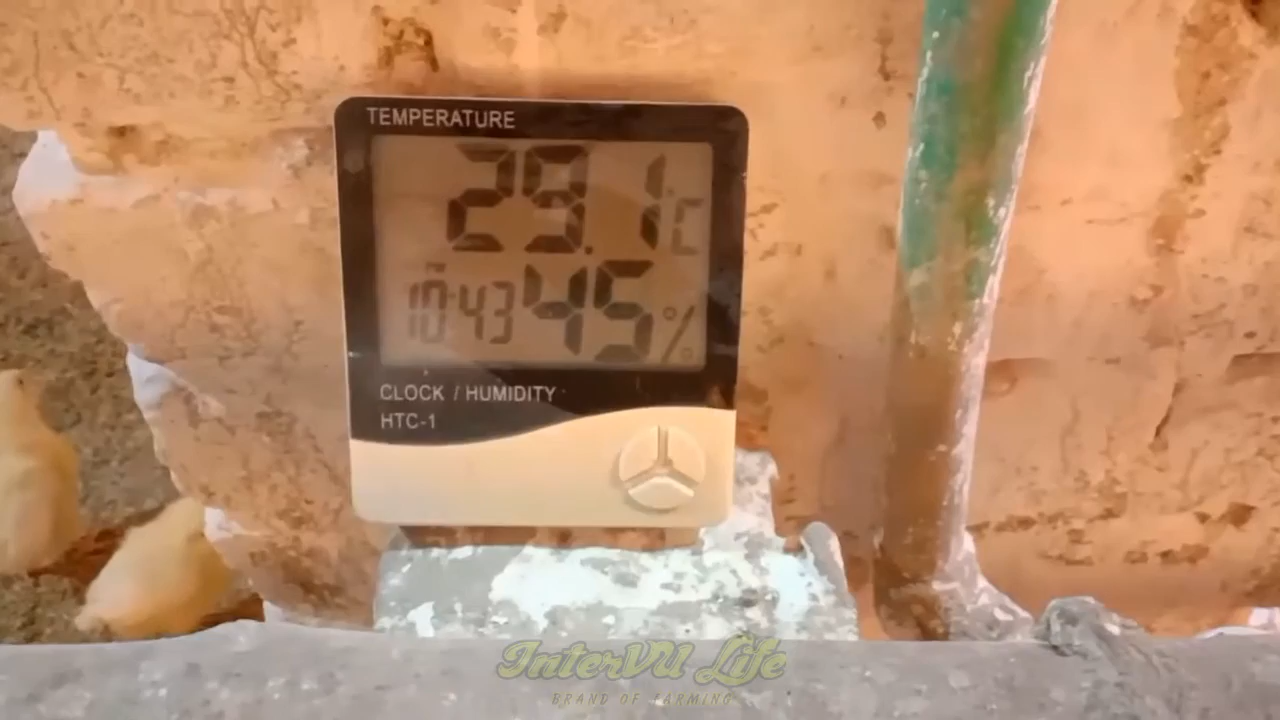 TEMPERATURE
29.1°C
10:43 45%
CLOCK / HUMIDITY
HTC-1
InterVU Life
BRAND OF FARMING